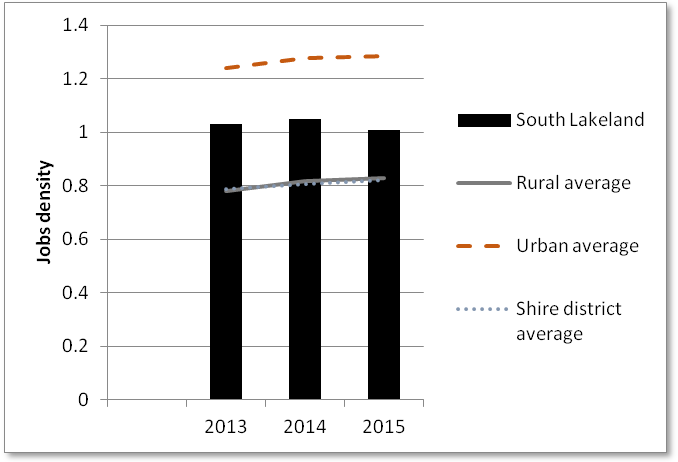 1.4
1.2
1
0.8
0.6
0.4
0.2
0
Jobs density
2013 2014 2015
South Lakeland
Rural average
Urban average
Shire district
average